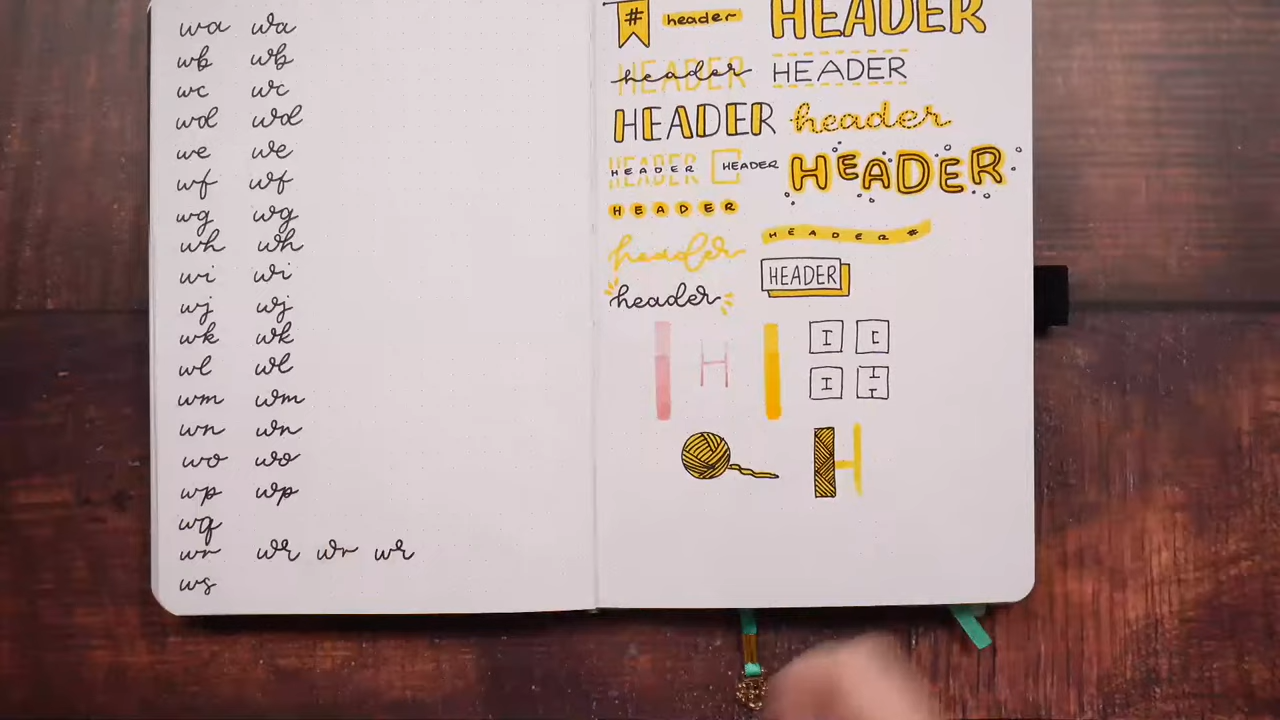 wa wa
wb wb
wc wc
wd wd
we we
wf wf
wg wg
wh wh
wi wi
wj wj
wk wk
wl wl
wm wm
wn wn
wo wo
wp wp
wq
wr wr wr wr
ws
# header HEADER
HEADER header HEADER
HEADER header
HEADER HEADER HEADER HEADER
HEADER
header HEADER #
HEADER
header
H I C
I I
H